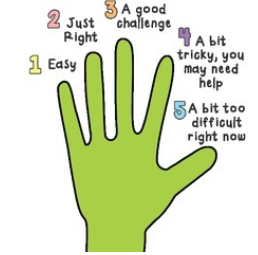 1 Easy
2 Just
Right
3 A good
challenge
4 A bit
tricky, you
may need
help
5 A bit too
difficult
right now